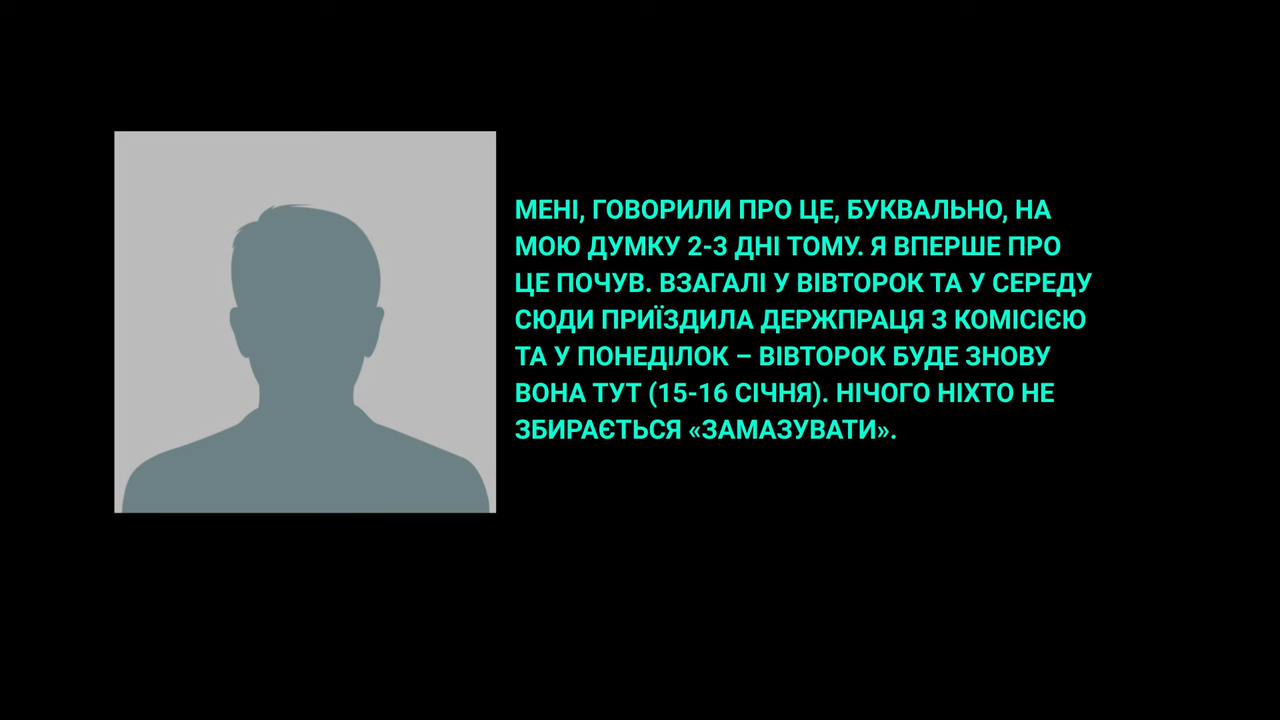 МЕНІ, ГОВОРИЛИ ПРО ЦЕ, БУКВАЛЬНО, НА
МОЮ ДУМКУ 2-3 ДНІ ТОМУ. Я ВПЕРШЕ ПРО
ЦЕ ПОЧУВ. ВЗАГАЛІ У ВІВТОРОК ТА У СЕРЕДУ
СЮДИ ПРИЇЗДИЛА ДЕРЖПРАЦЯ З КОМІСІЄЮ
ТА У ПОНЕДІЛОК – ВІВТОРОК БУДЕ ЗНОВУ
ВОНА ТУТ (15-16 СІЧНЯ). НІЧОГО НІХТО НЕ
ЗБИРАЄТЬСЯ «ЗАМАЗУВАТИ».